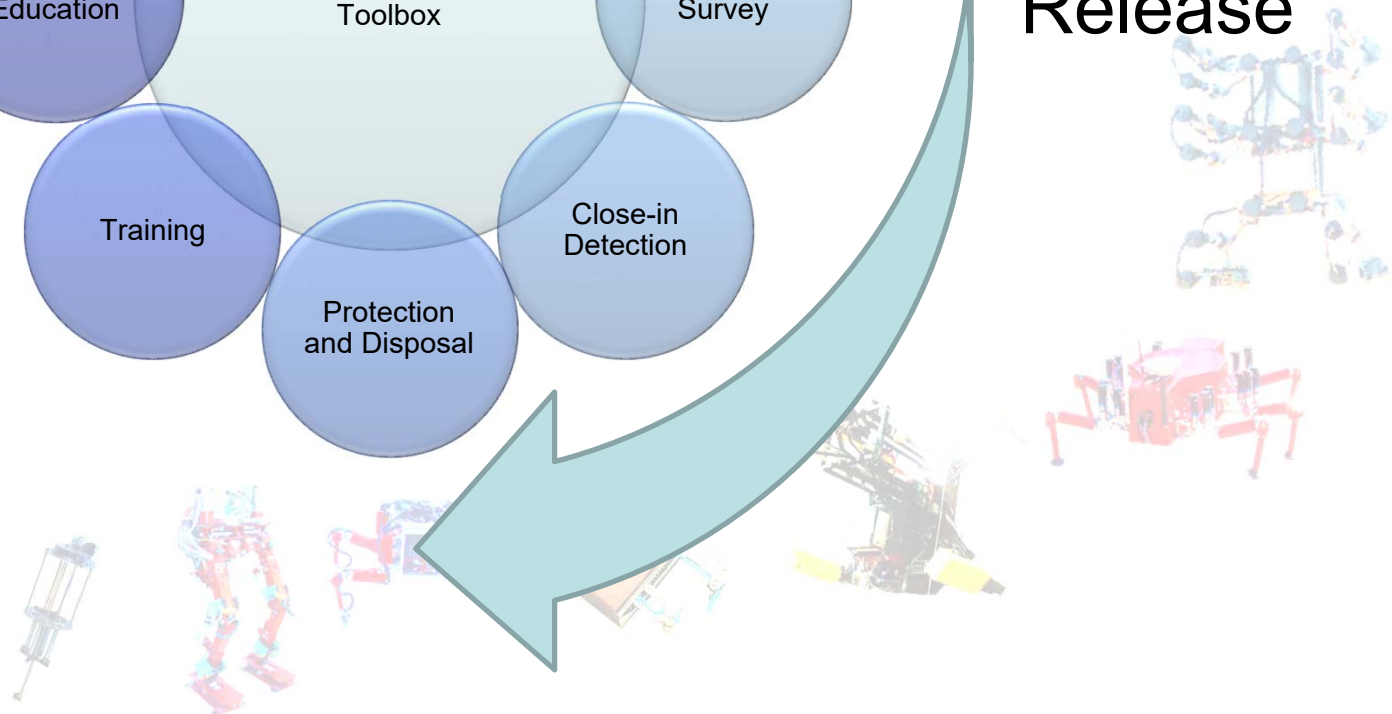 Education
Toolbox
Survey
Release
Training
Close-in
Detection
Protection
and Disposal